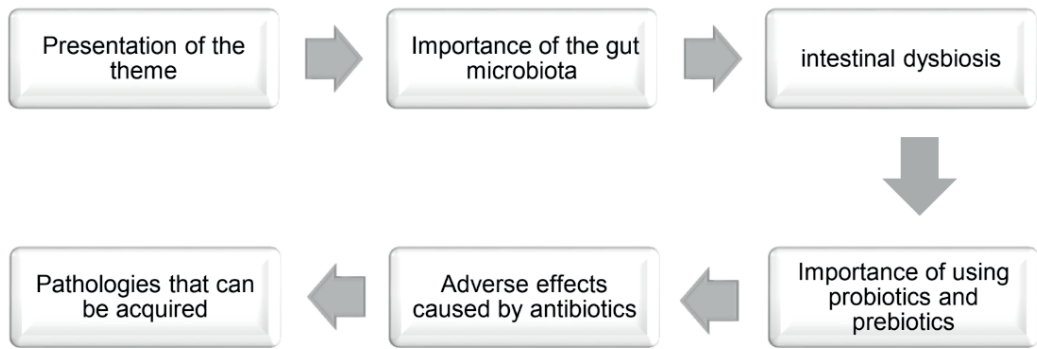 Presentation of the
theme
Importance of the gut
microbiota
intestinal dysbiosis
Importance of using
probiotics and
prebiotics
Adverse effects
caused by antibiotics
Pathologies that can
be acquired